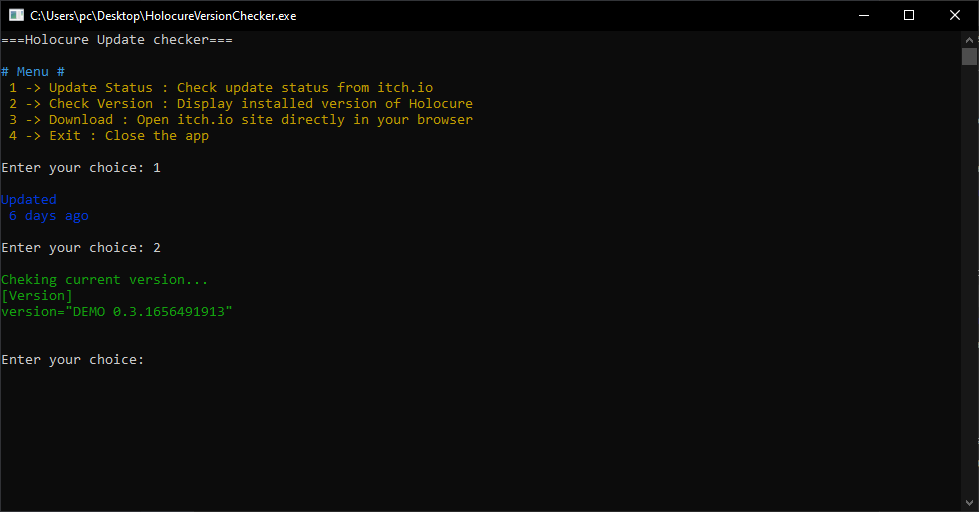 C:\Users\pc\Desktop\HolocureVersionChecker.exe
===Holocure Update checker===
# Menu #
1 -> Update Status : Check update status from itch.io
2 -> Check Version : Display installed version of Holocure
3 -> Download : Open itch.io site directly in your browser
4 -> Exit : Close the app
Enter your choice: 1
Updated
6 days ago
Enter your choice: 2
Cheking current version...
[Version]
version="DEMO 0.3.1656491913"
Enter your choice: